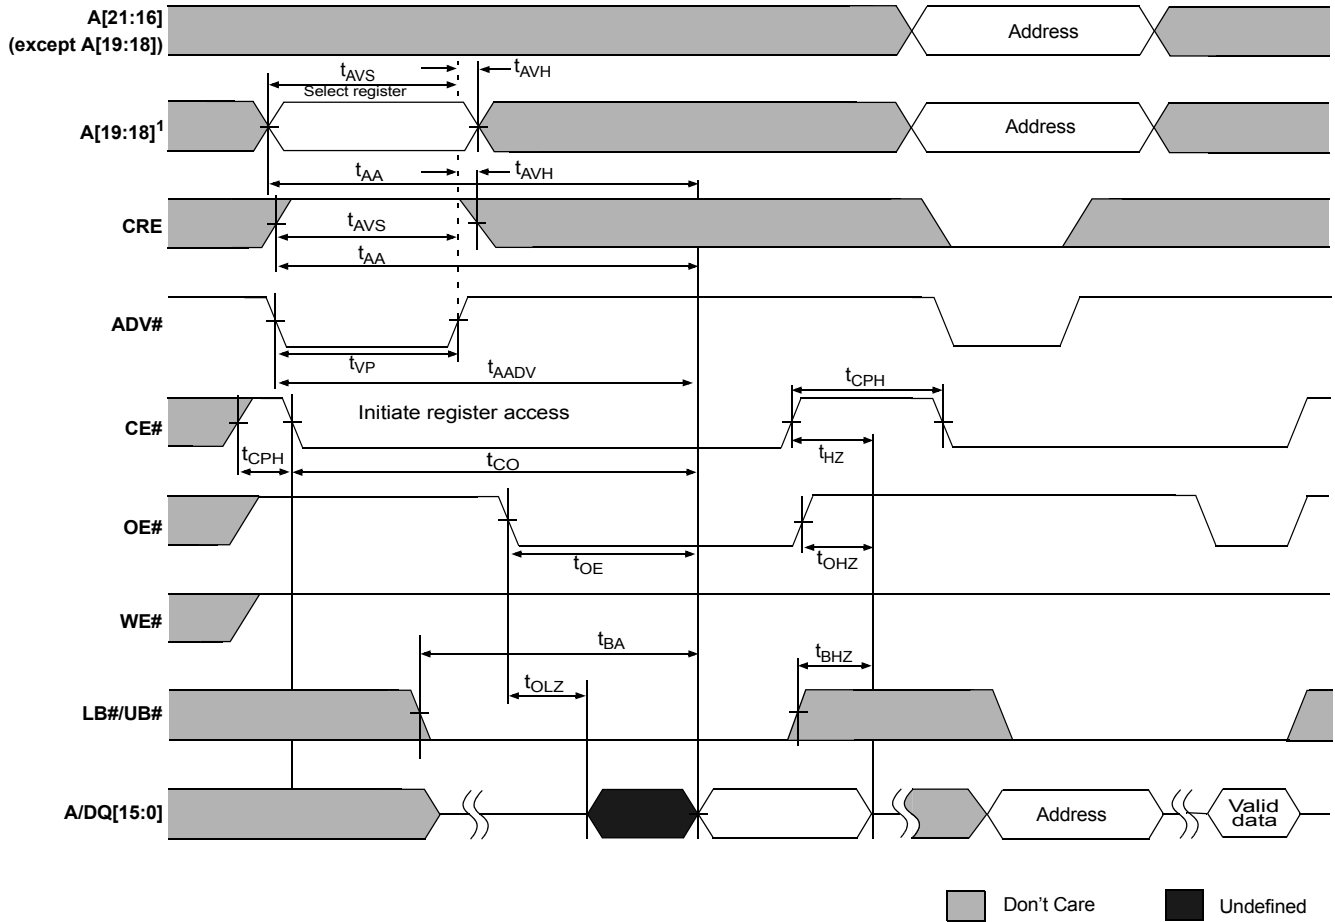 A[21:16]
(except A[19:18])
Address
tAVS
tAVH
Select register
A[19:18]1
Address
tAA
tAVH
CRE
tAVS
tAA
ADV#
tVP
tAADV
tCPH
Initiate register access
CE#
tCPH
tCO
tHZ
OE#
tOE
tOHZ
WE#
tBA
tBHZ
tOLZ
LB#/UB#
A/DQ[15:0]
Address
Valid
data
Don't Care
Undefined